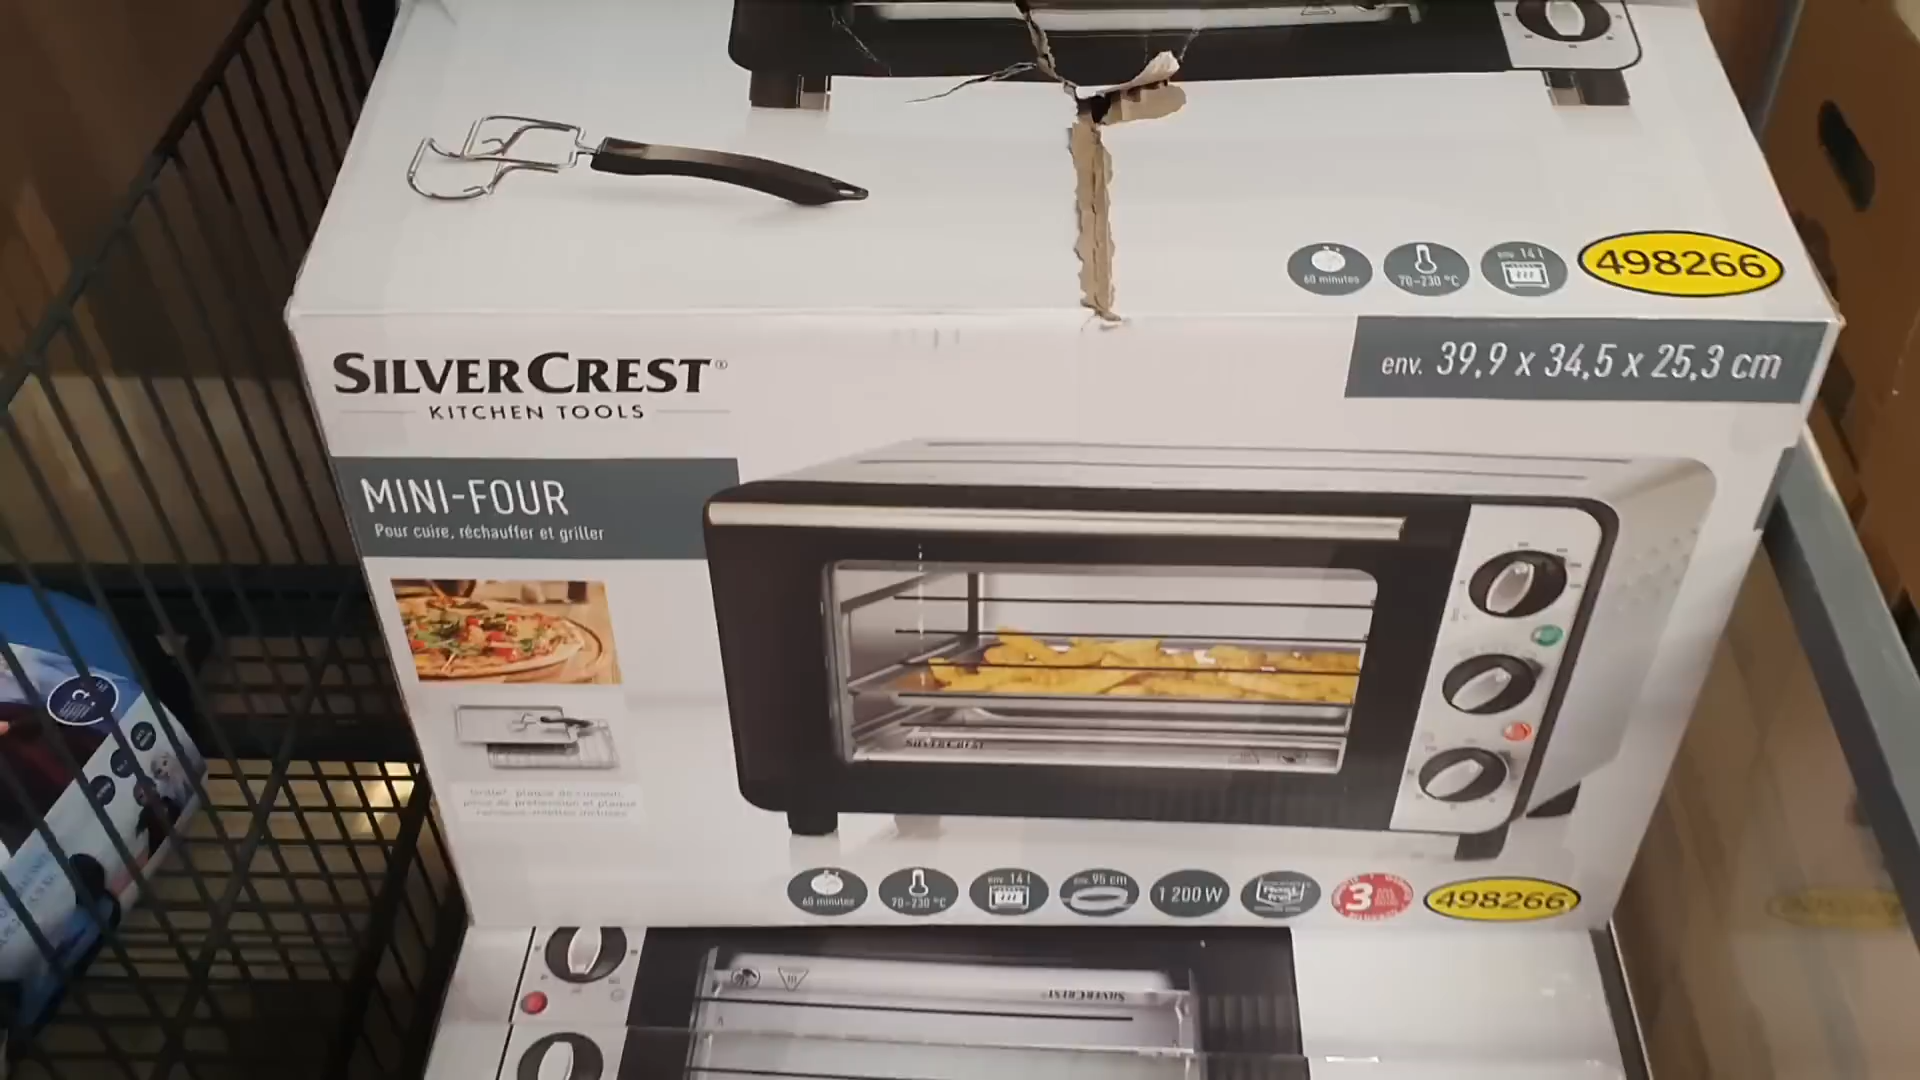 60 minutes
70-230 °C
env. 14 l
498266
SILVERCREST®
KITCHEN TOOLS
env. 39,9 x 34,5 x 25,3 cm
MINI-FOUR
Pour cuire, réchauffer et griller
SILVERCREST
60 minutes
70-230 °C
env. 14 l
env. 95 cm
1 200 W
3
498266
SILVERCREST®